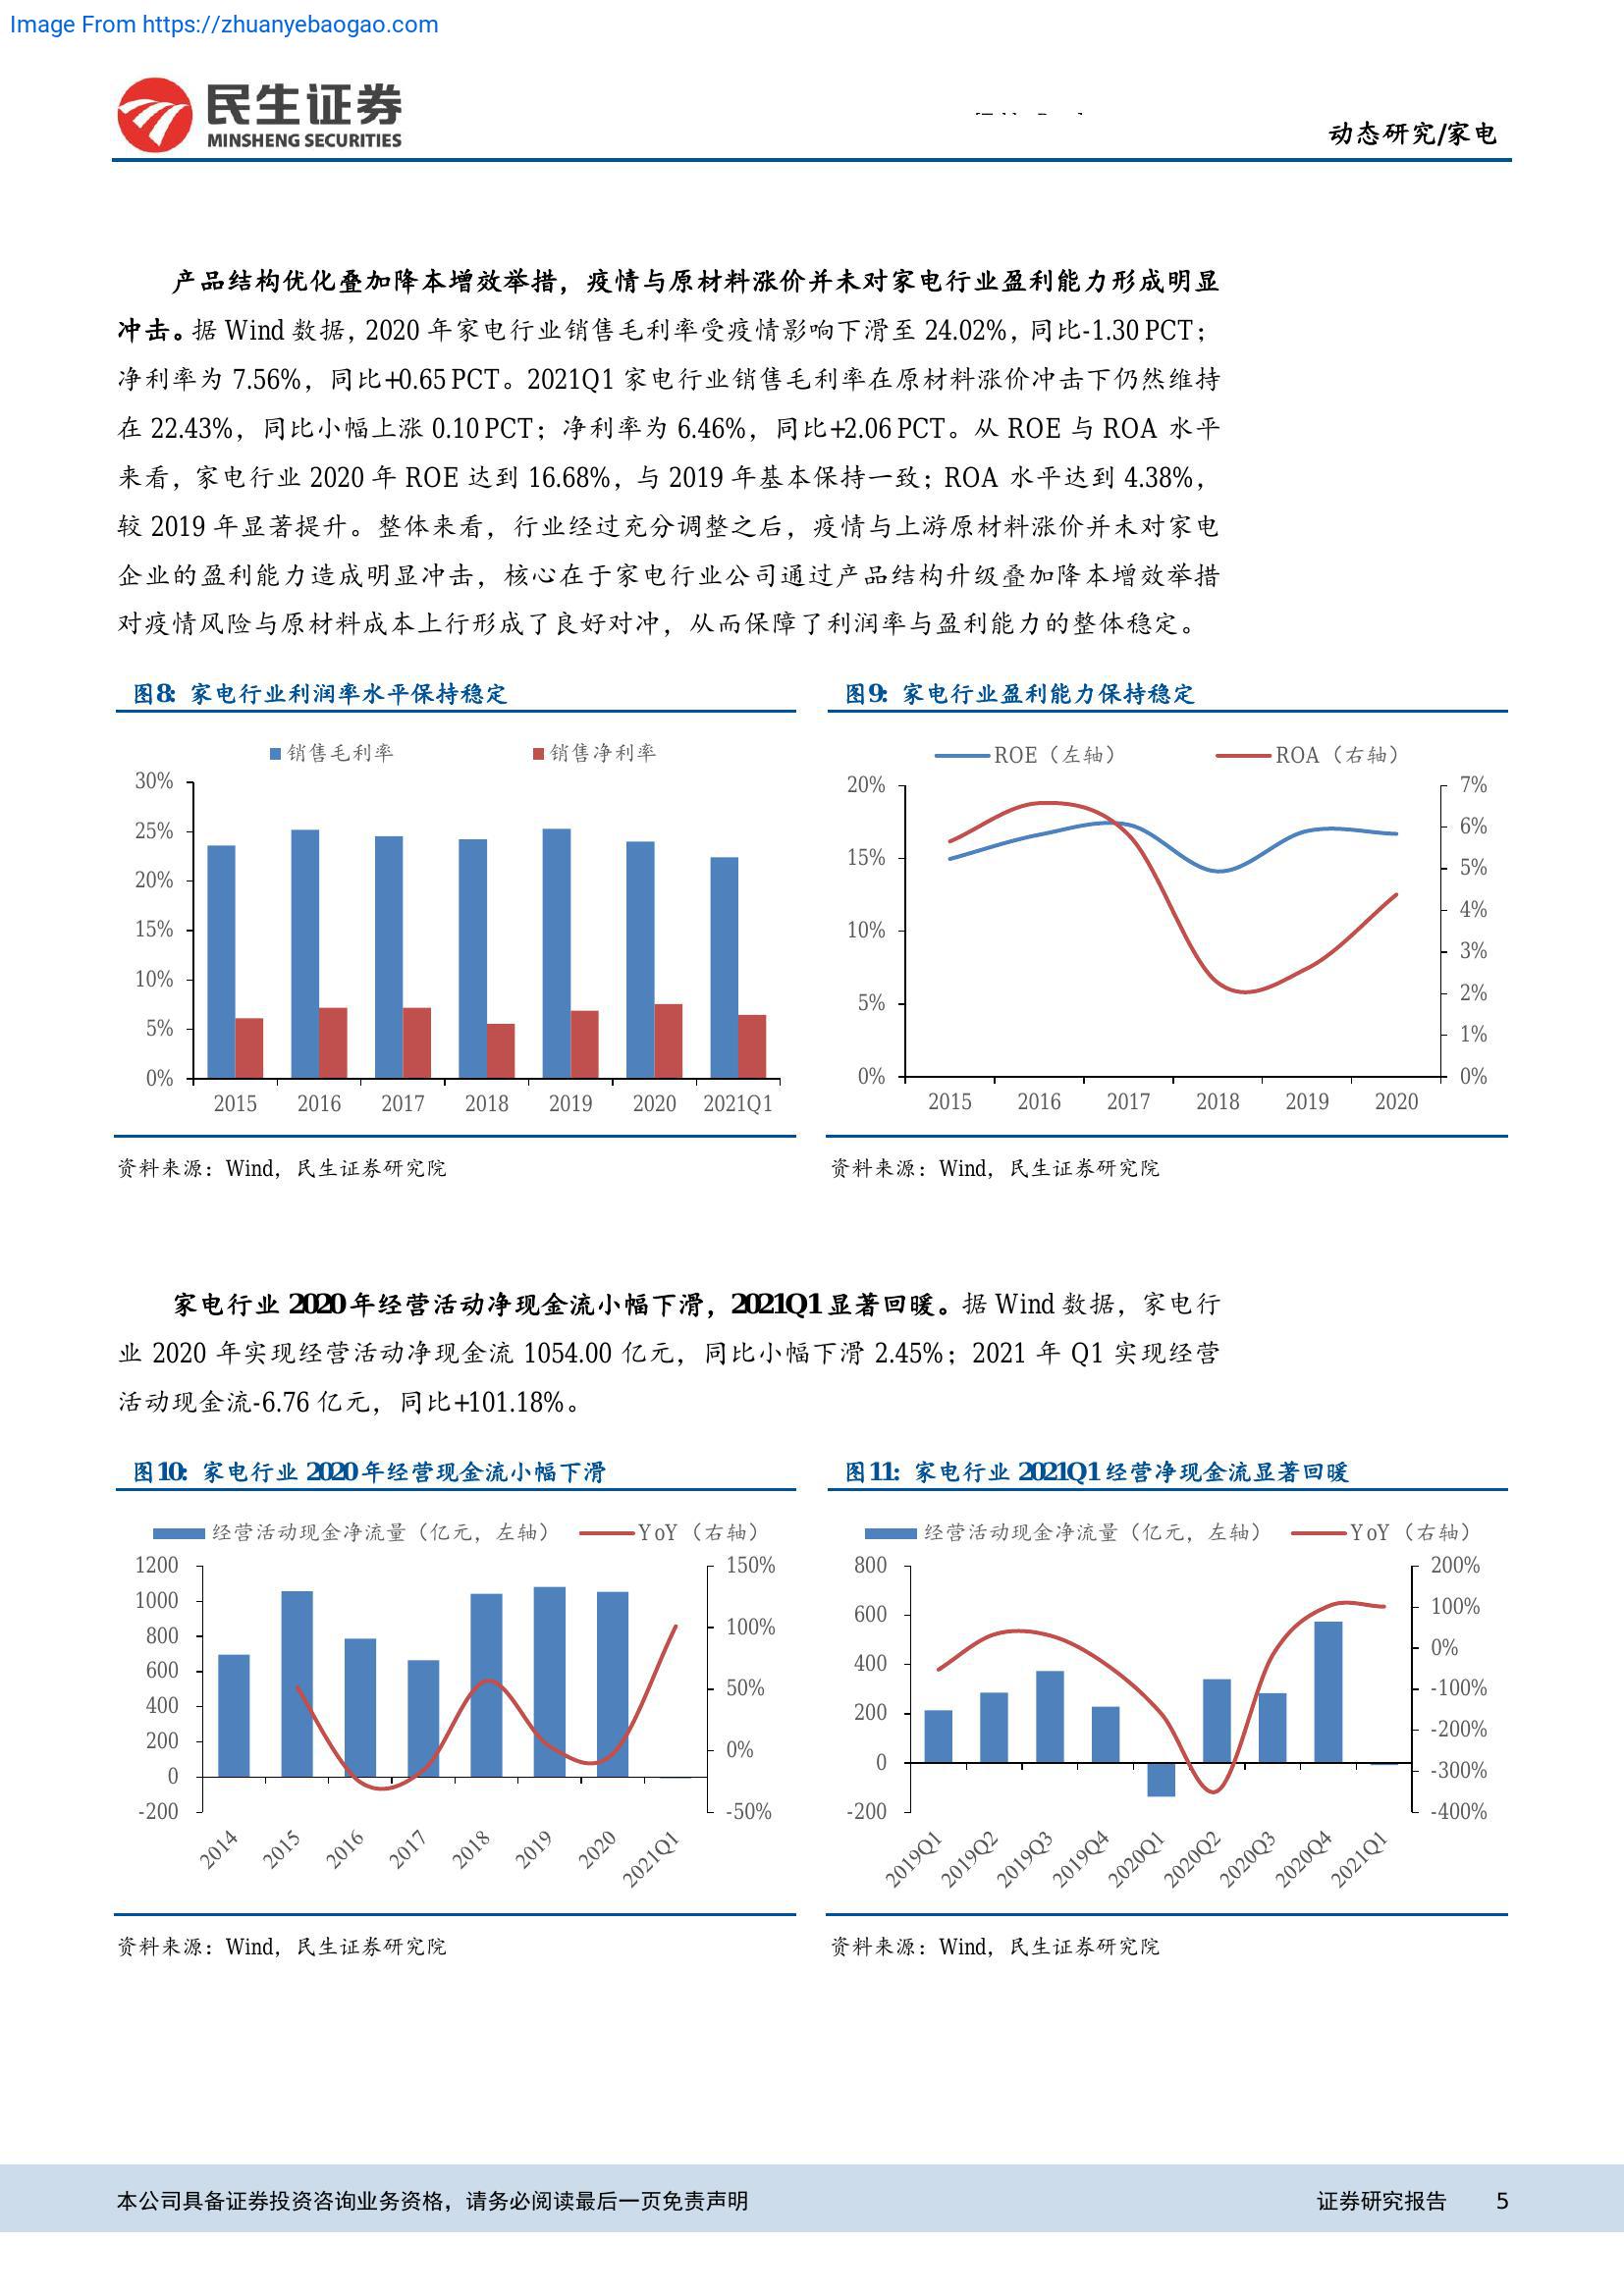 Image From https://zhuanyebaogao.com
民生证券
MINSHENG SECURITIES
动态研究/家电
产品结构优化叠加降本增效举措，疫情与原材料涨价并未对家电行业盈利能力形成明显
冲击。据 Wind 数据，2020 年家电行业销售毛利率受疫情影响下滑至 24.02%，同比-1.30 PCT；
净利率为 7.56%，同比+0.65 PCT。2021Q1 家电行业销售毛利率在原材料涨价冲击下仍然维持
在 22.43%，同比小幅上涨 0.10 PCT；净利率为 6.46%，同比+2.06 PCT。从 ROE 与 ROA 水平
来看，家电行业 2020 年 ROE 达到 16.68%，与 2019 年基本保持一致；ROA 水平达到 4.38%，
较 2019 年显著提升。整体来看，行业经过充分调整之后，疫情与上游原材料涨价并未对家电
企业的盈利能力造成明显冲击，核心在于家电行业公司通过产品结构升级叠加降本增效举措
对疫情风险与原材料成本上行形成了良好对冲，从而保障了利润率与盈利能力的整体稳定。
图8: 家电行业利润率水平保持稳定
销售毛利率 销售净利率
30%
25%
20%
15%
10%
5%
0%
2015 2016 2017 2018 2019 2020 2021Q1
资料来源：Wind，民生证券研究院
图9: 家电行业盈利能力保持稳定
ROE（左轴） ROA（右轴）
20%
15%
10%
5%
0%
7%
6%
5%
4%
3%
2%
1%
0%
2015 2016 2017 2018 2019 2020
资料来源：Wind，民生证券研究院
家电行业 2020 年经营活动净现金流小幅下滑，2021Q1 显著回暖。据 Wind 数据，家电行
业 2020 年实现经营活动净现金流 1054.00 亿元，同比小幅下滑 2.45%；2021 年 Q1 实现经营
活动现金流-6.76 亿元，同比+101.18%。
图10: 家电行业 2020 年经营现金流小幅下滑
经营活动现金净流量（亿元，左轴） YoY（右轴）
1200
1000
800
600
400
200
0
-200
150%
100%
50%
0%
-50%
2014 2015 2016 2017 2018 2019 2020 2021Q1
资料来源：Wind，民生证券研究院
图11: 家电行业 2021Q1 经营净现金流显著回暖
经营活动现金净流量（亿元，左轴） YoY（右轴）
800
600
400
200
0
-200
200%
100%
0%
-100%
-200%
-300%
-400%
2019Q1 2019Q2 2019Q3 2019Q4 2020Q1 2020Q2 2020Q3 2020Q4 2021Q1
资料来源：Wind，民生证券研究院
本公司具备证券投资咨询业务资格，请务必阅读最后一页免责声明 证券研究报告 5